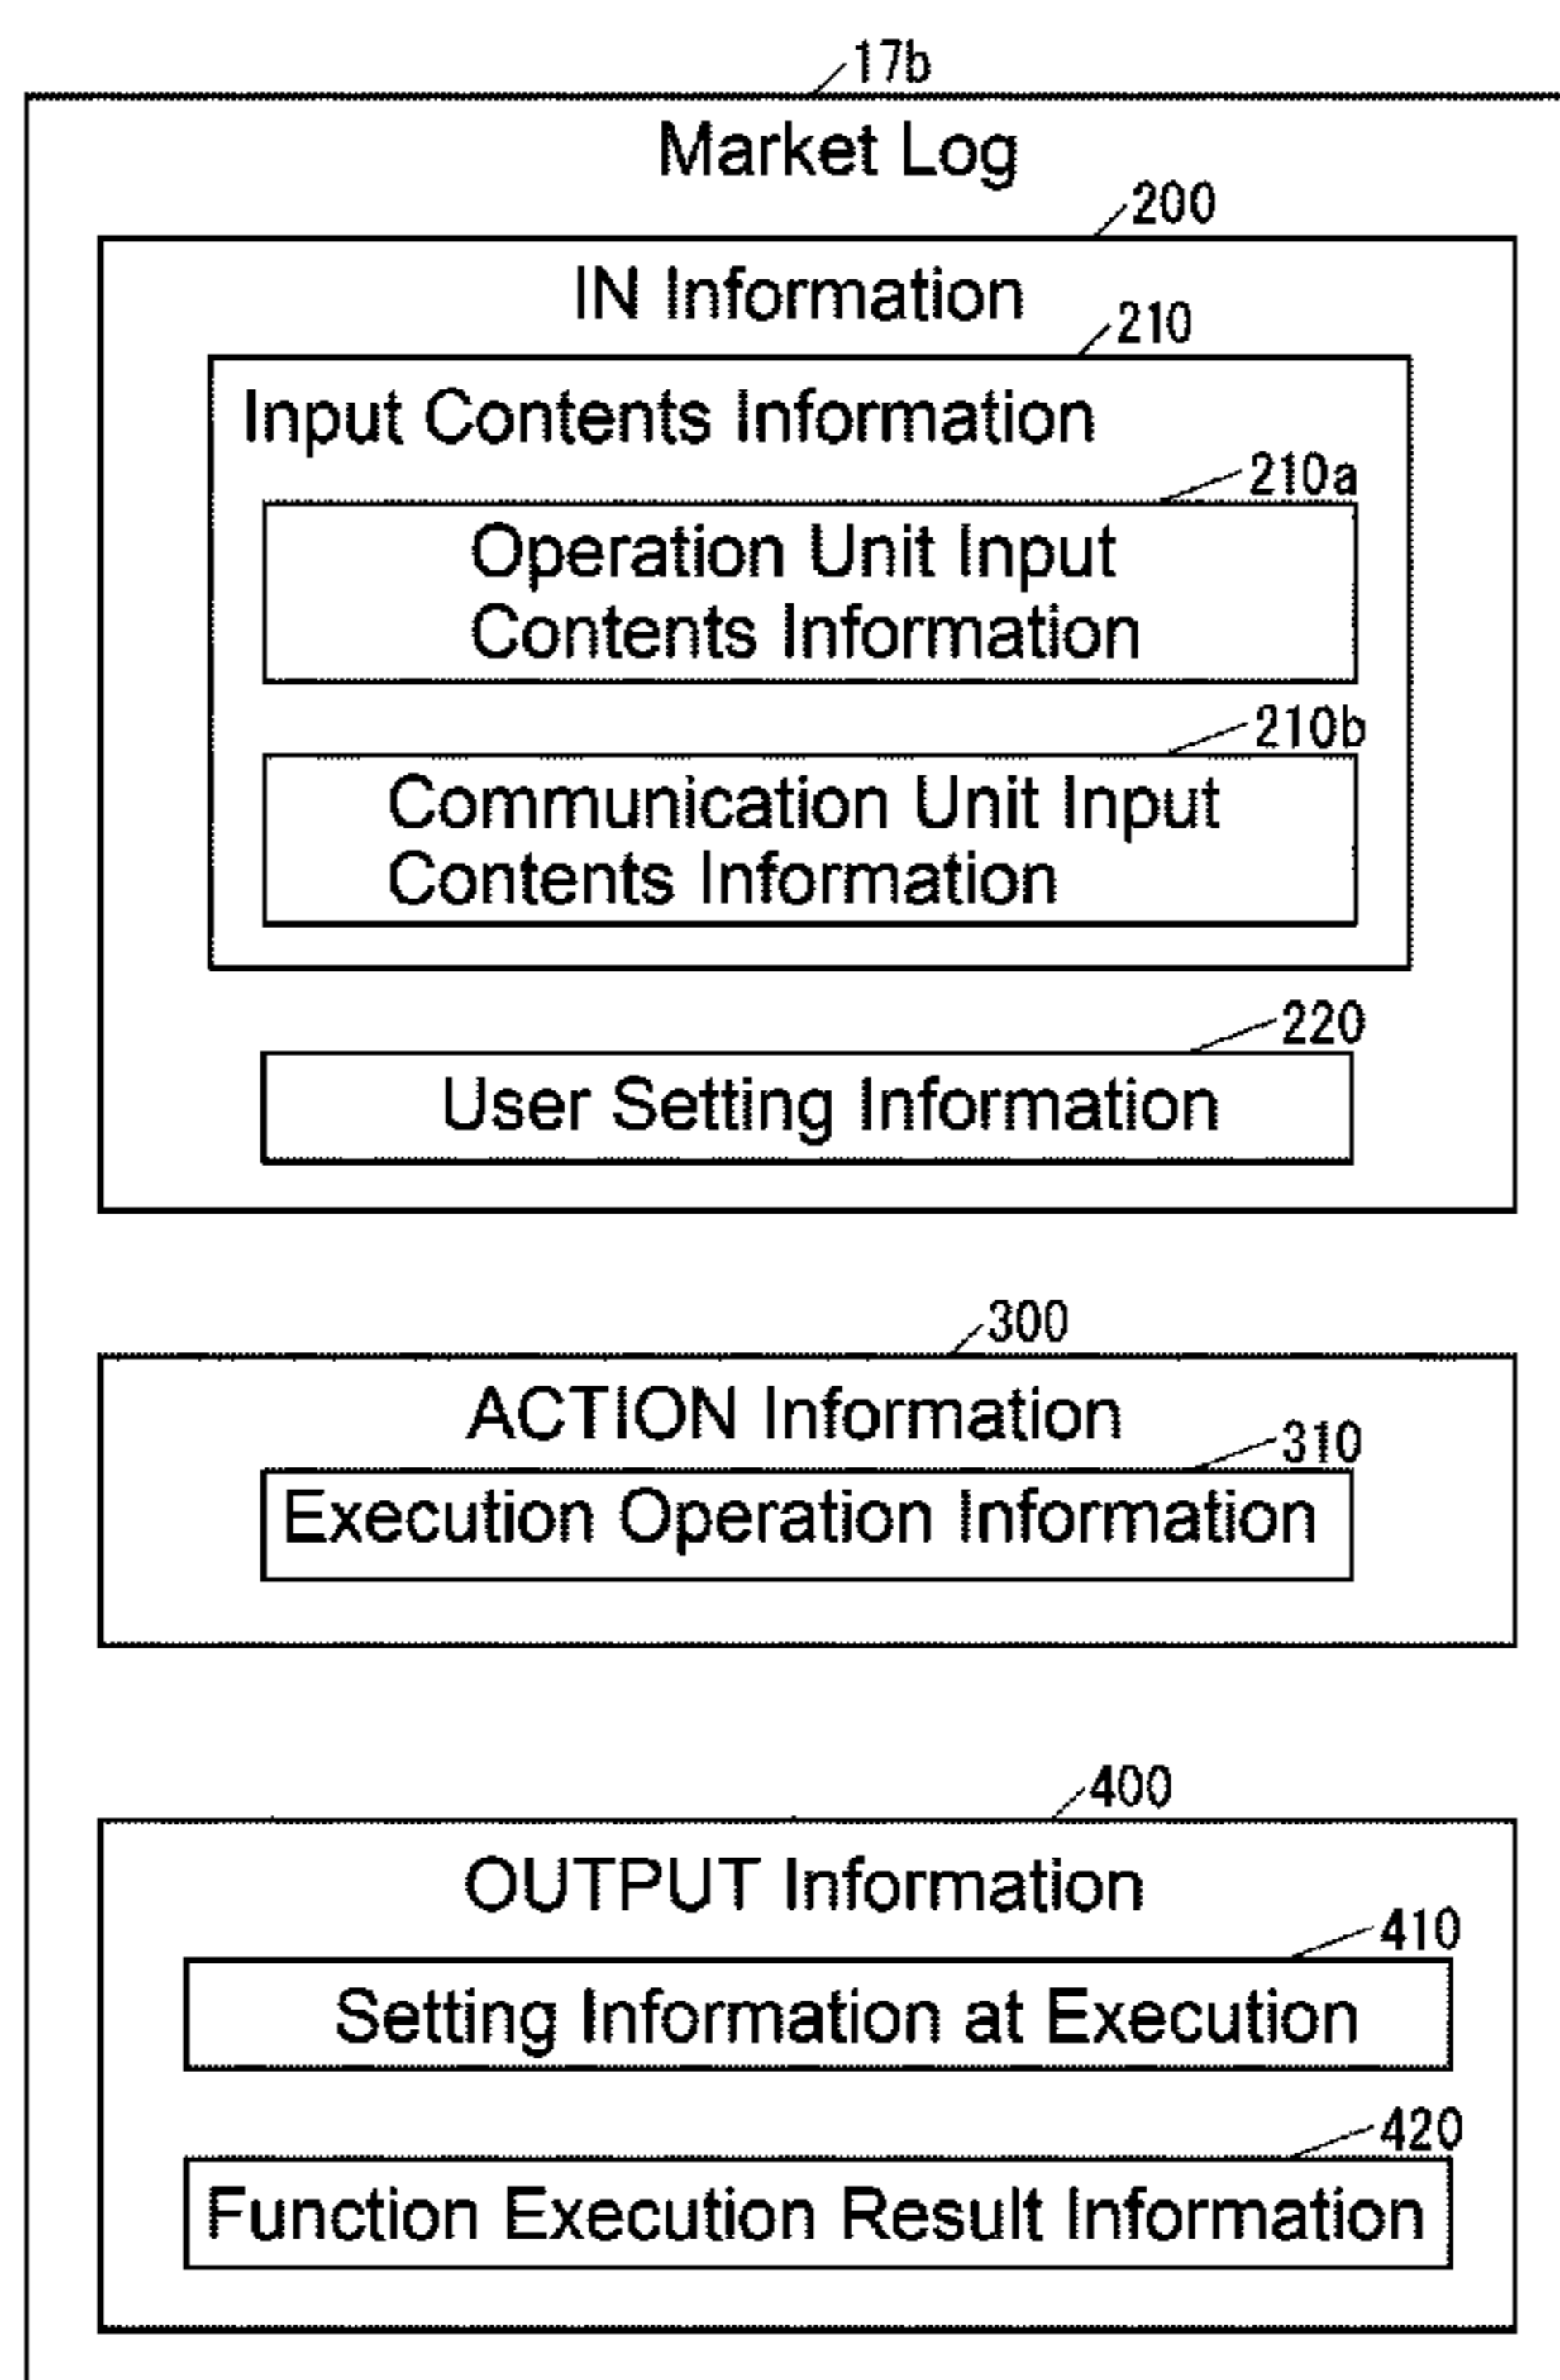 17b
Market Log
200
IN Information
210
Input Contents Information
210a
Operation Unit Input
Contents Information
210b
Communication Unit Input
Contents Information
220
User Setting Information
300
ACTION Information
310
Execution Operation Information
400
OUTPUT Information
410
Setting Information at Execution
420
Function Execution Result Information